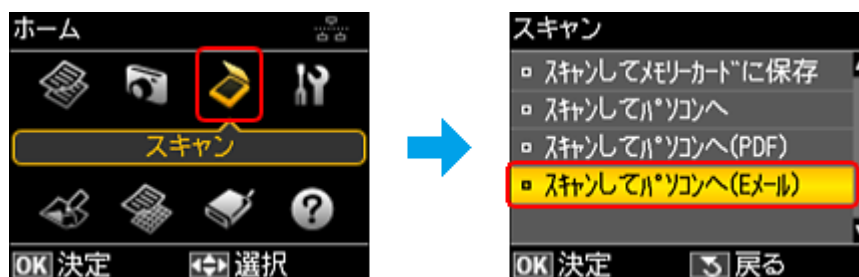 ホーム
スキャン
OK 決定 選択
スキャン
スキャンしてメモリーカードに保存
スキャンしてパソコンへ
スキャンしてパソコンへ(PDF)
スキャンしてパソコンへ(Eメール)
OK 決定 戻る